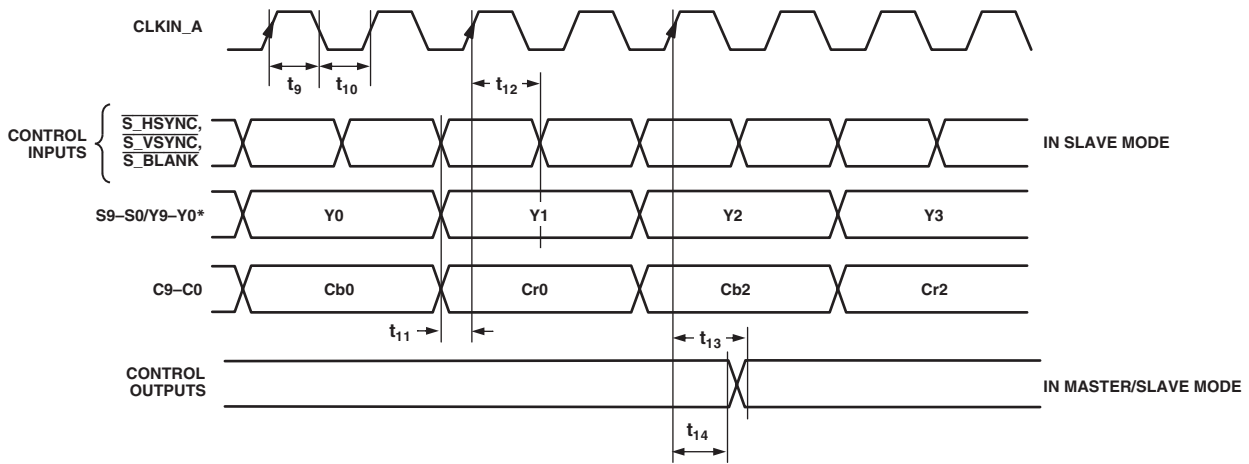 CLKIN_A
t9
t10
t12
CONTROL
INPUTS
S_HSYNC,
S_VSYNC,
S_BLANK
IN SLAVE MODE
S9–S0/Y9–Y0*
Y0
Y1
Y2
Y3
C9–C0
Cb0
Cr0
Cb2
Cr2
t11
t13
CONTROL
OUTPUTS
IN MASTER/SLAVE MODE
t14